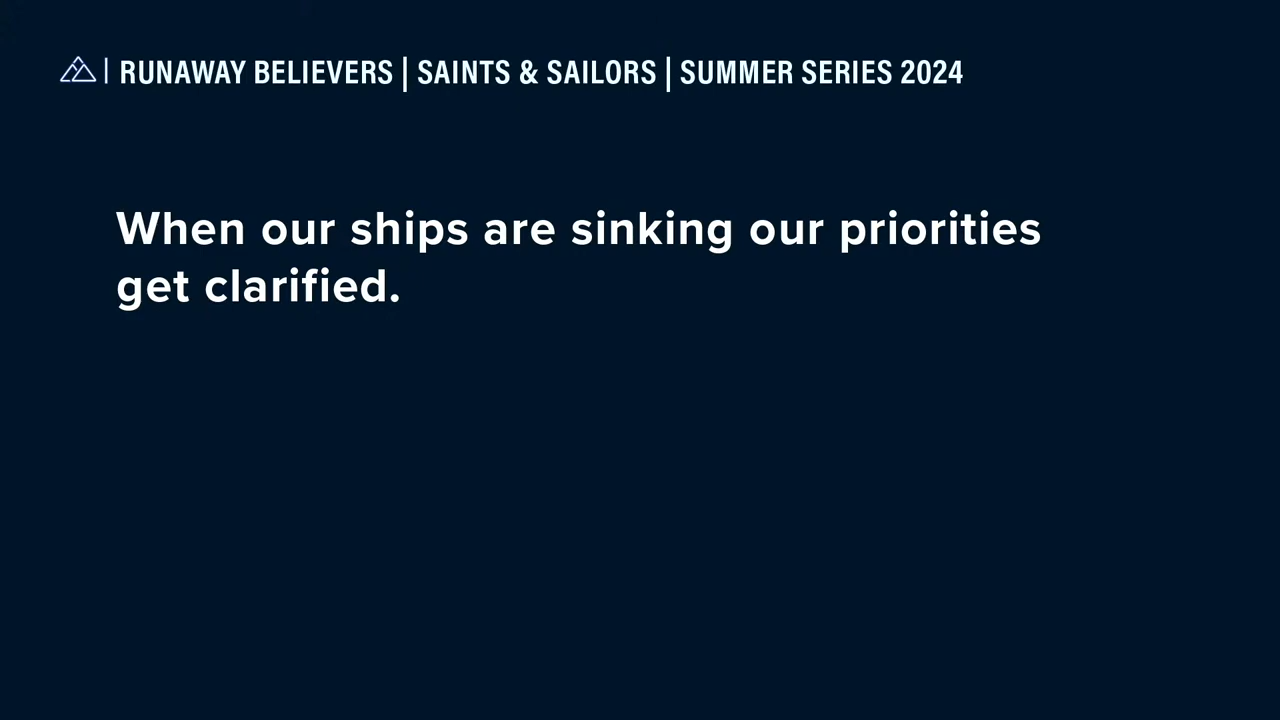 | RUNAWAY BELIEVERS | SAINTS & SAILORS | SUMMER SERIES 2024
When our ships are sinking our priorities
get clarified.